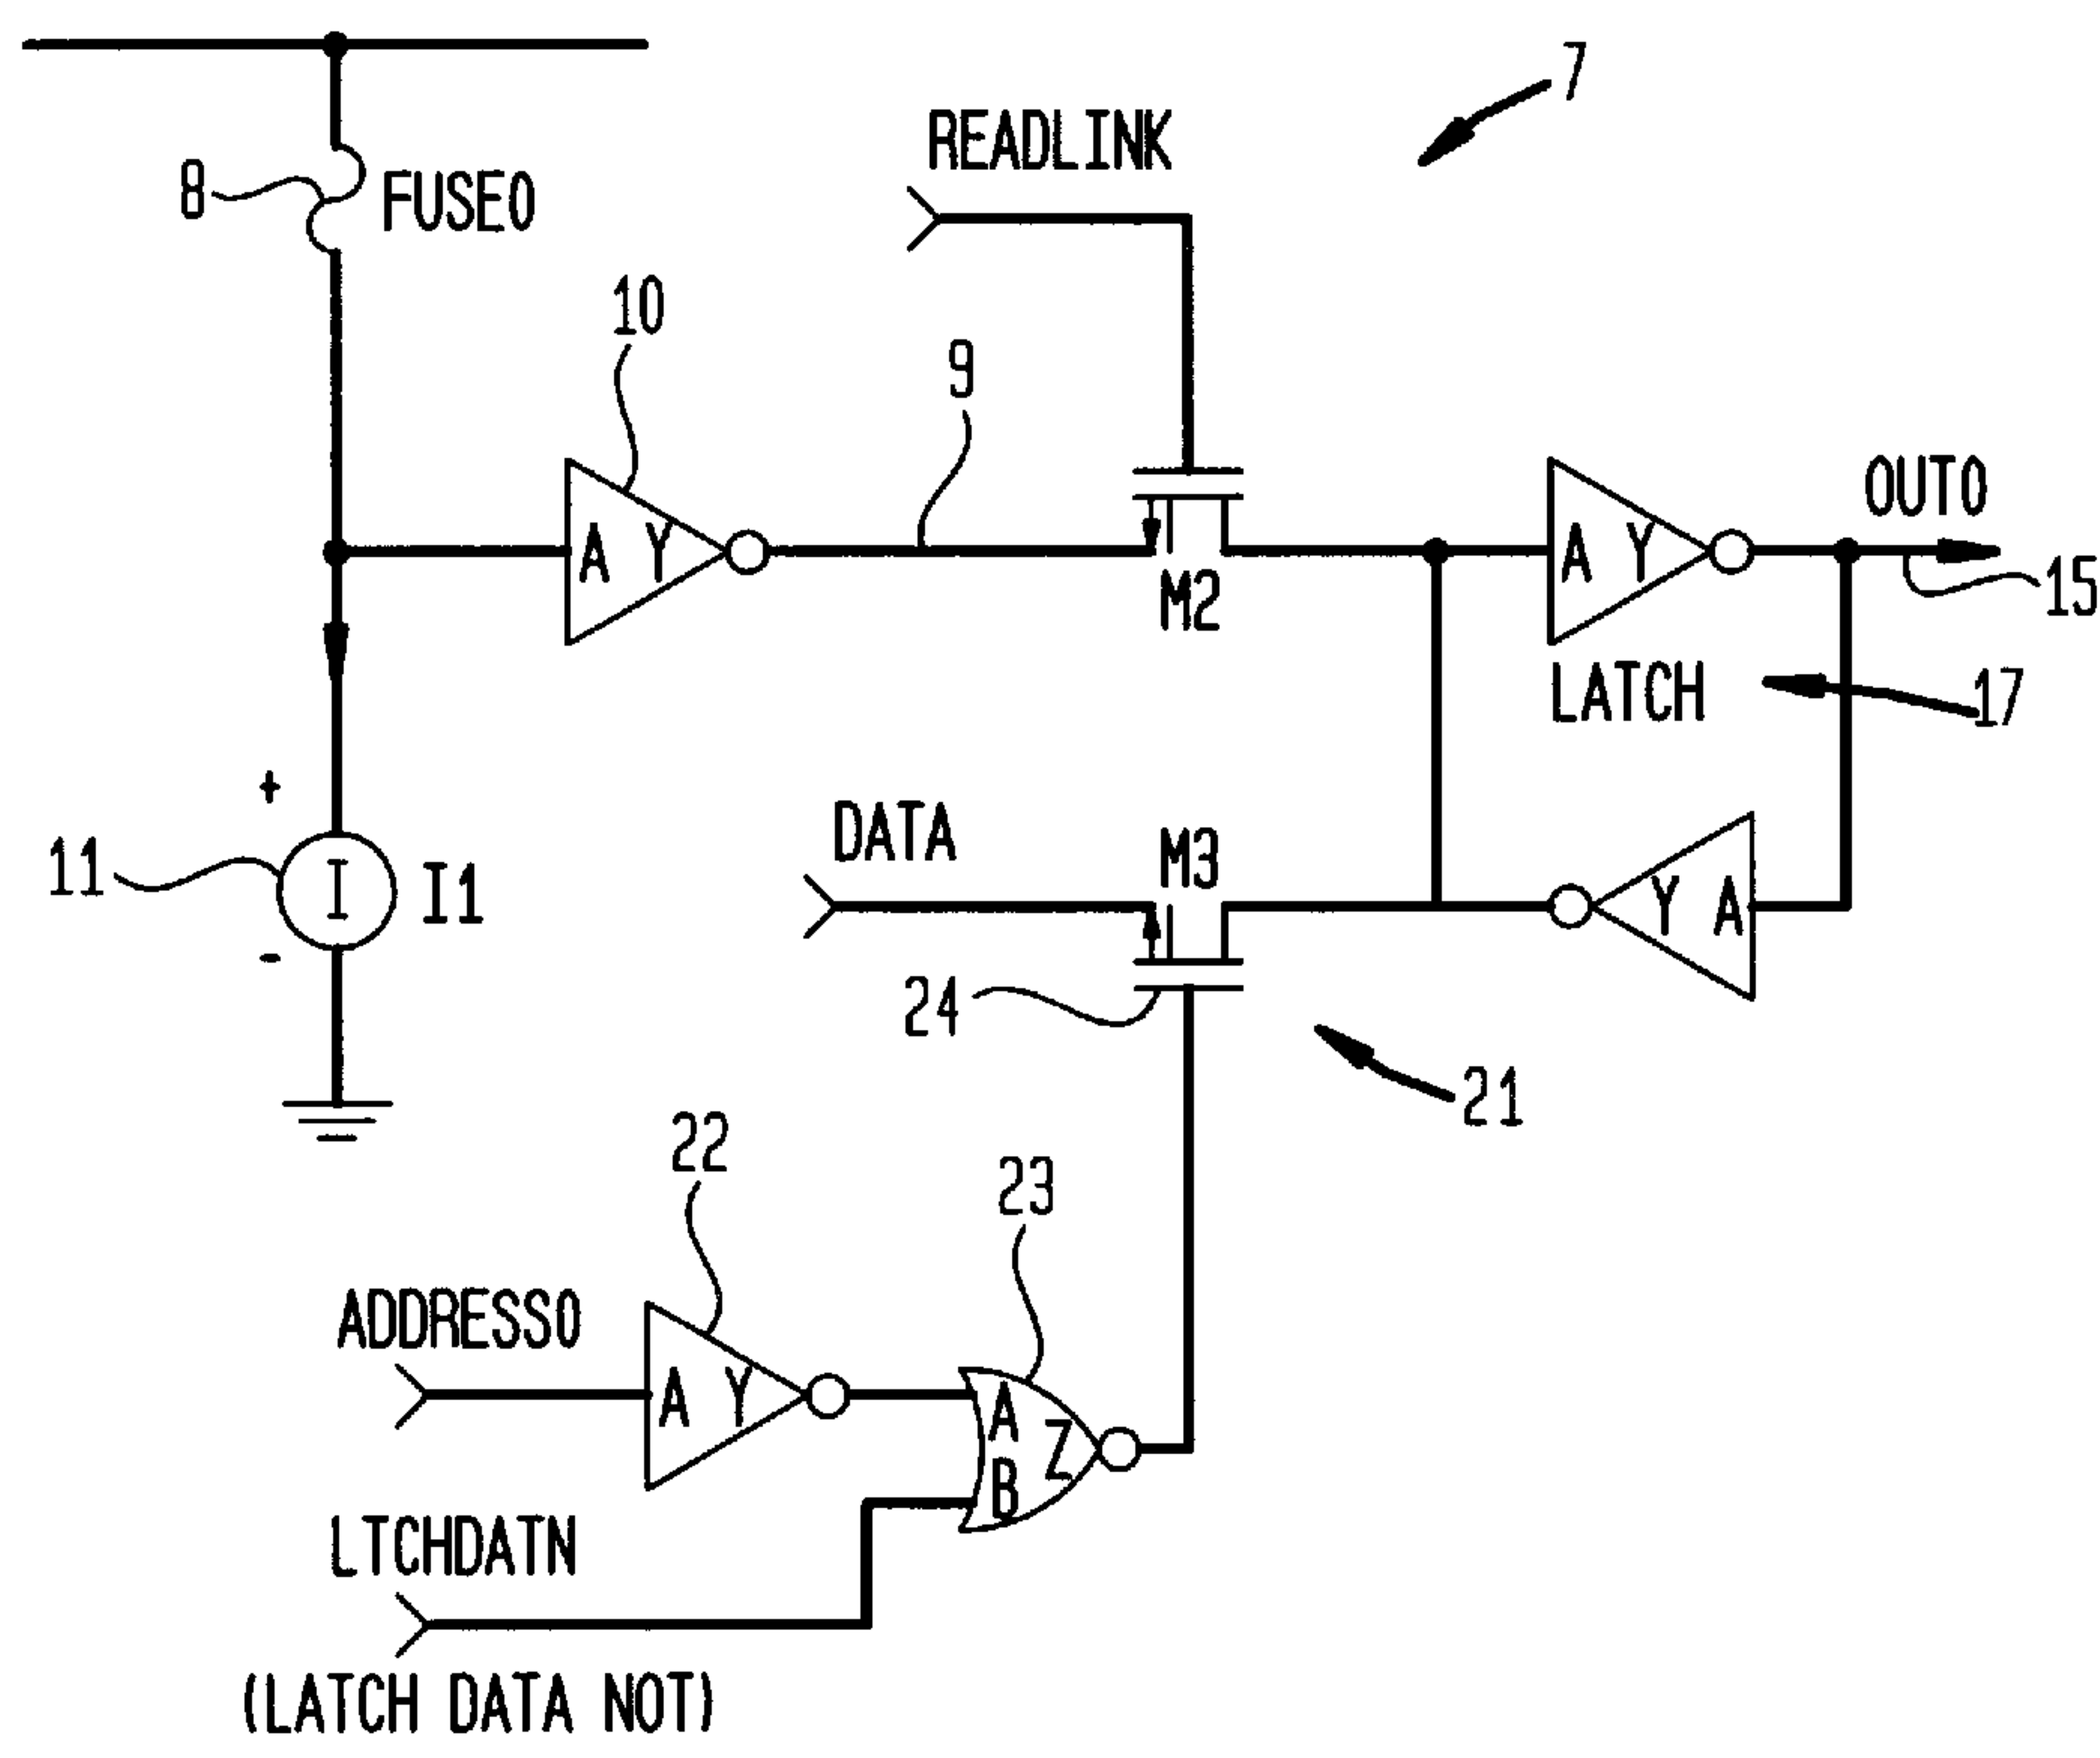 7
READLINK
8
FUSE0
10
9
OUT0
A Y
M2
A Y
15
LATCH
17
DATA
M3
11
I
I1
+
-
Y A
24
21
22
23
ADDRESS0
A Y
A
B
Z
LTCHDATN
(LATCH DATA NOT)